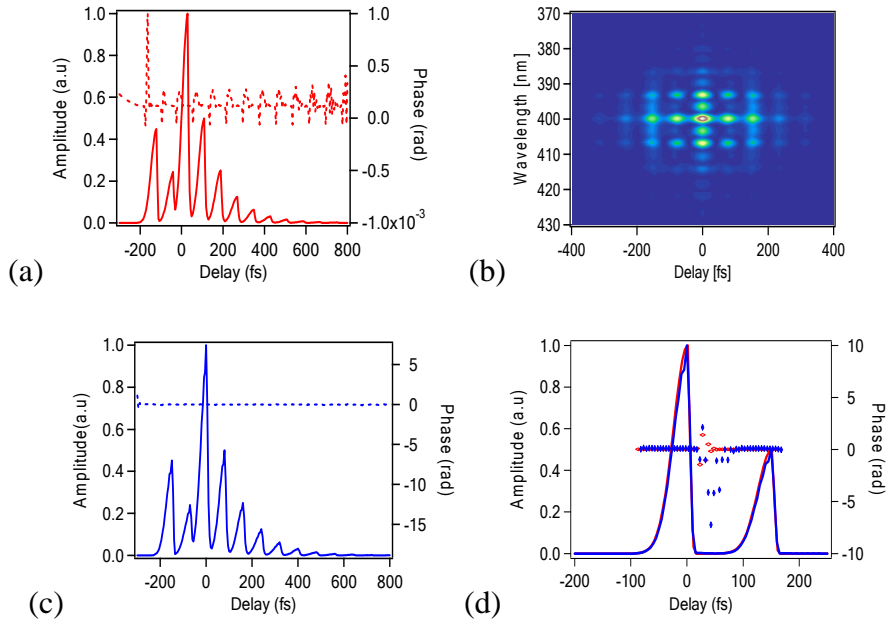 1.0
0.8
0.6
0.4
0.2
0.0
Amplitude (a.u)
1.0
0.5
0.0
-0.5
-1.0x10-3
Phase (rad)
-200 0 200 400 600 800
Delay (fs)
(a)
370
380
390
400
410
420
430
Wavelength [nm]
-400 -200 0 200 400
Delay [fs]
(b)
1.0
0.8
0.6
0.4
0.2
0.0
Amplitude(a.u)
5
0
-5
-10
-15
Phase (rad)
-200 0 200 400 600 800
Delay (fs)
(c)
1.0
0.8
0.6
0.4
0.2
0.0
Amplitude (a.u)
10
5
0
-5
-10
Phase (rad)
-200 -100 0 100 200
Delay (fs)
(d)